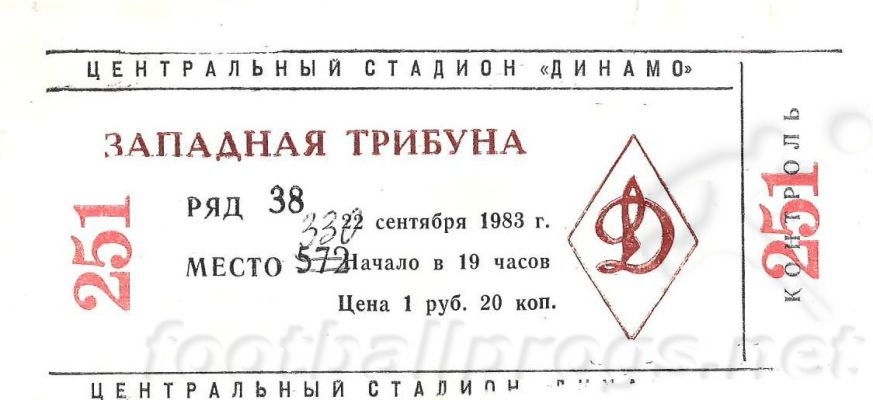 ЦЕНТРАЛЬНЫЙ СТАДИОН «ДИНАМО»
ЗАПАДНАЯ ТРИБУНА
РЯД 38
330
22 сентября 1983 г.
МЕСТО 572
Начало в 19 часов
Цена 1 руб. 20 коп.
251
Д
КОНТРОЛЬ
251
footballprogs.net
ЦЕНТРАЛЬНЫЙ СТАДИОН